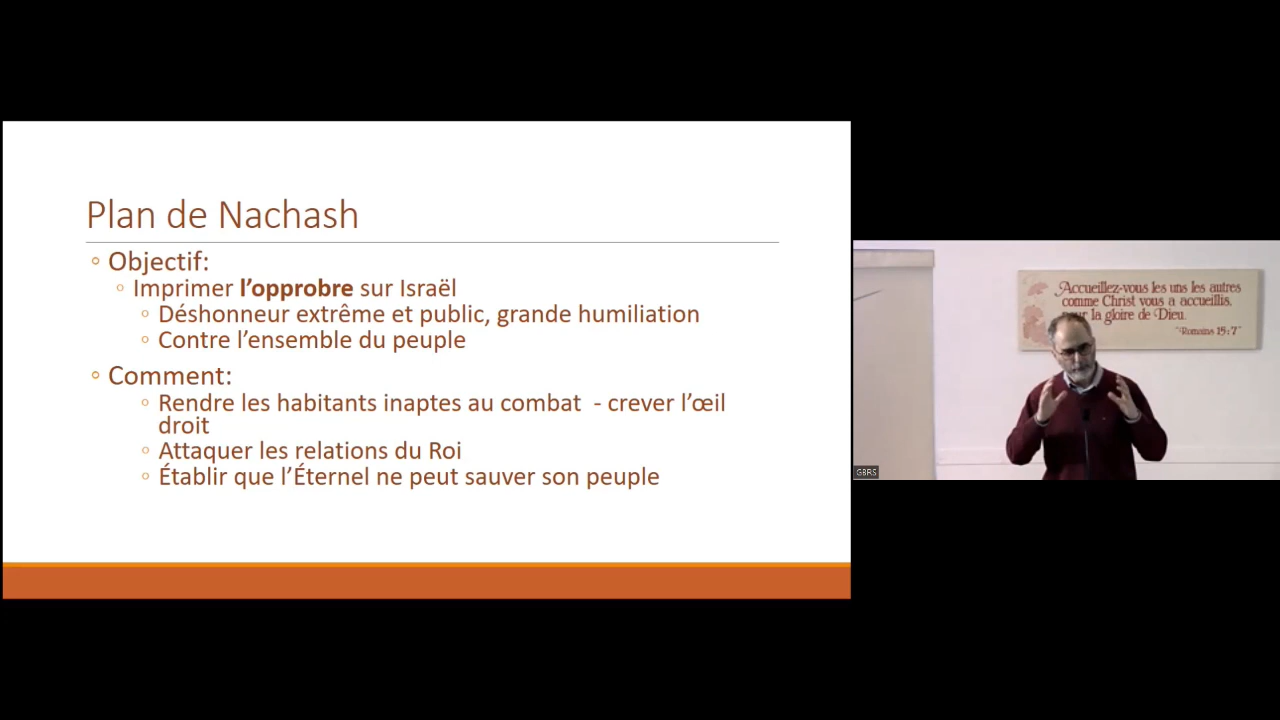 Plan de Nachash
Objectif:
Imprimer l’opprobre sur Israël
Déshonneur extrême et public, grande humiliation
Contre l’ensemble du peuple
Comment:
Rendre les habitants inaptes au combat - crever l’œil
droit
Attaquer les relations du Roi
Établir que l’Éternel ne peut sauver son peuple
Accueillez-vous les uns les autres
comme Christ vous a accueillis,
pour la gloire de Dieu.
"Romains 15:7"
GBRS